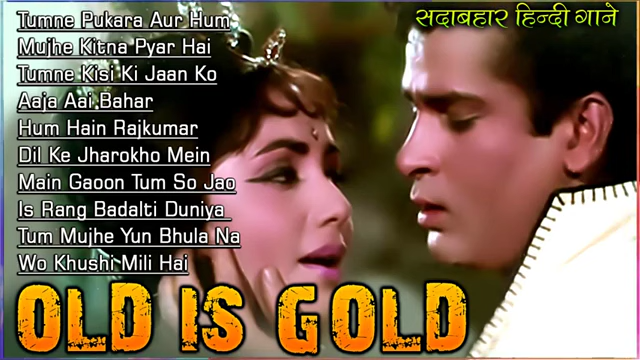 Tumne Pukara Aur Hum
Mujhe Kitna Pyar Hai
Tumne Kisi Ki Jaan Ko
Aaja Aai Bahar
Hum Hain Rajkumar
Dil Ke Jharokho Mein
Main Gaoon Tum So Jao
Is Rang Badalti Duniya
Tum Mujhe Yun Bhula Na
Wo Khushi Mili Hai
सदाबहार हिन्दी गाने
OLD IS GOLD